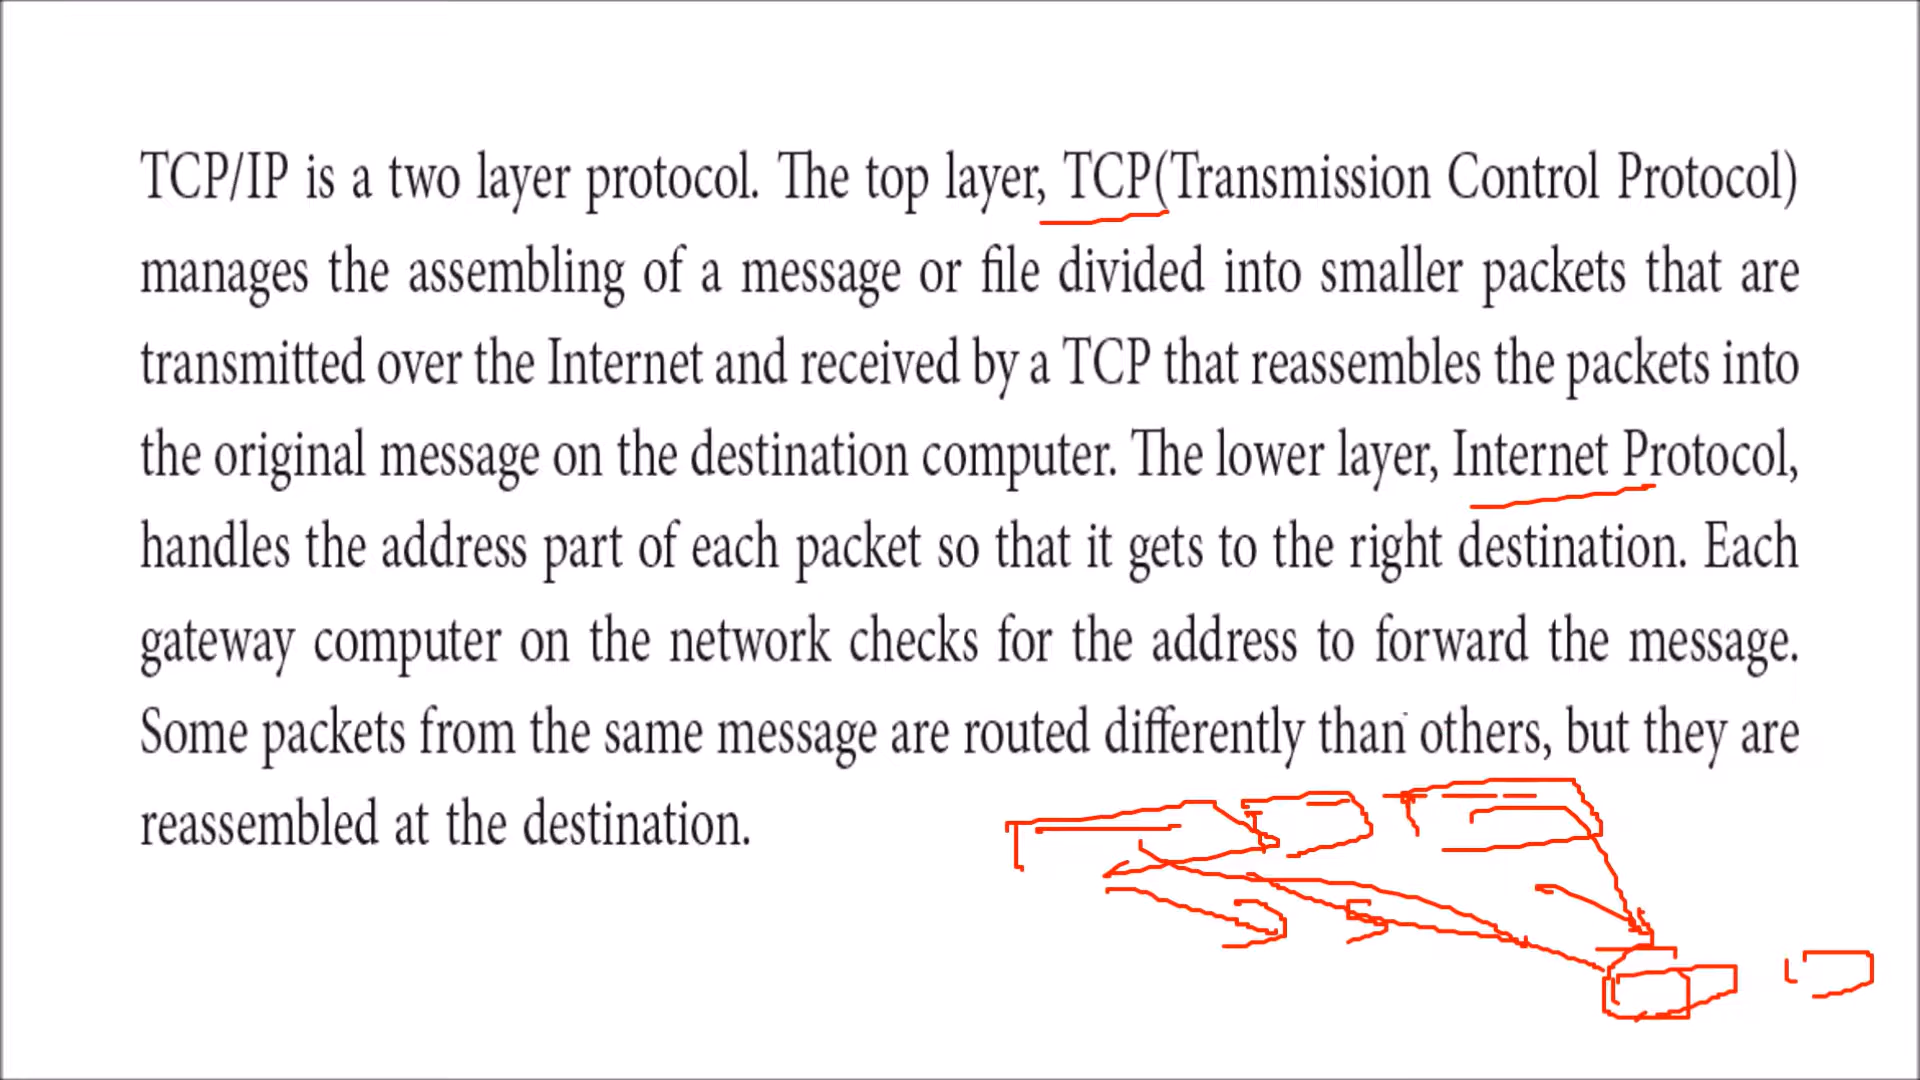 TCP/IP is a two layer protocol. The top layer, TCP(Transmission Control Protocol)
manages the assembling of a message or file divided into smaller packets that are
transmitted over the Internet and received by a TCP that reassembles the packets into
the original message on the destination computer. The lower layer, Internet Protocol,
handles the address part of each packet so that it gets to the right destination. Each
gateway computer on the network checks for the address to forward the message.
Some packets from the same message are routed differently than others, but they are
reassembled at the destination.